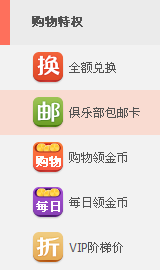 购物特权
换 全额兑换
邮 俱乐部包邮卡
购物 购物领金币
每日 每日领金币
折 VIP阶梯价